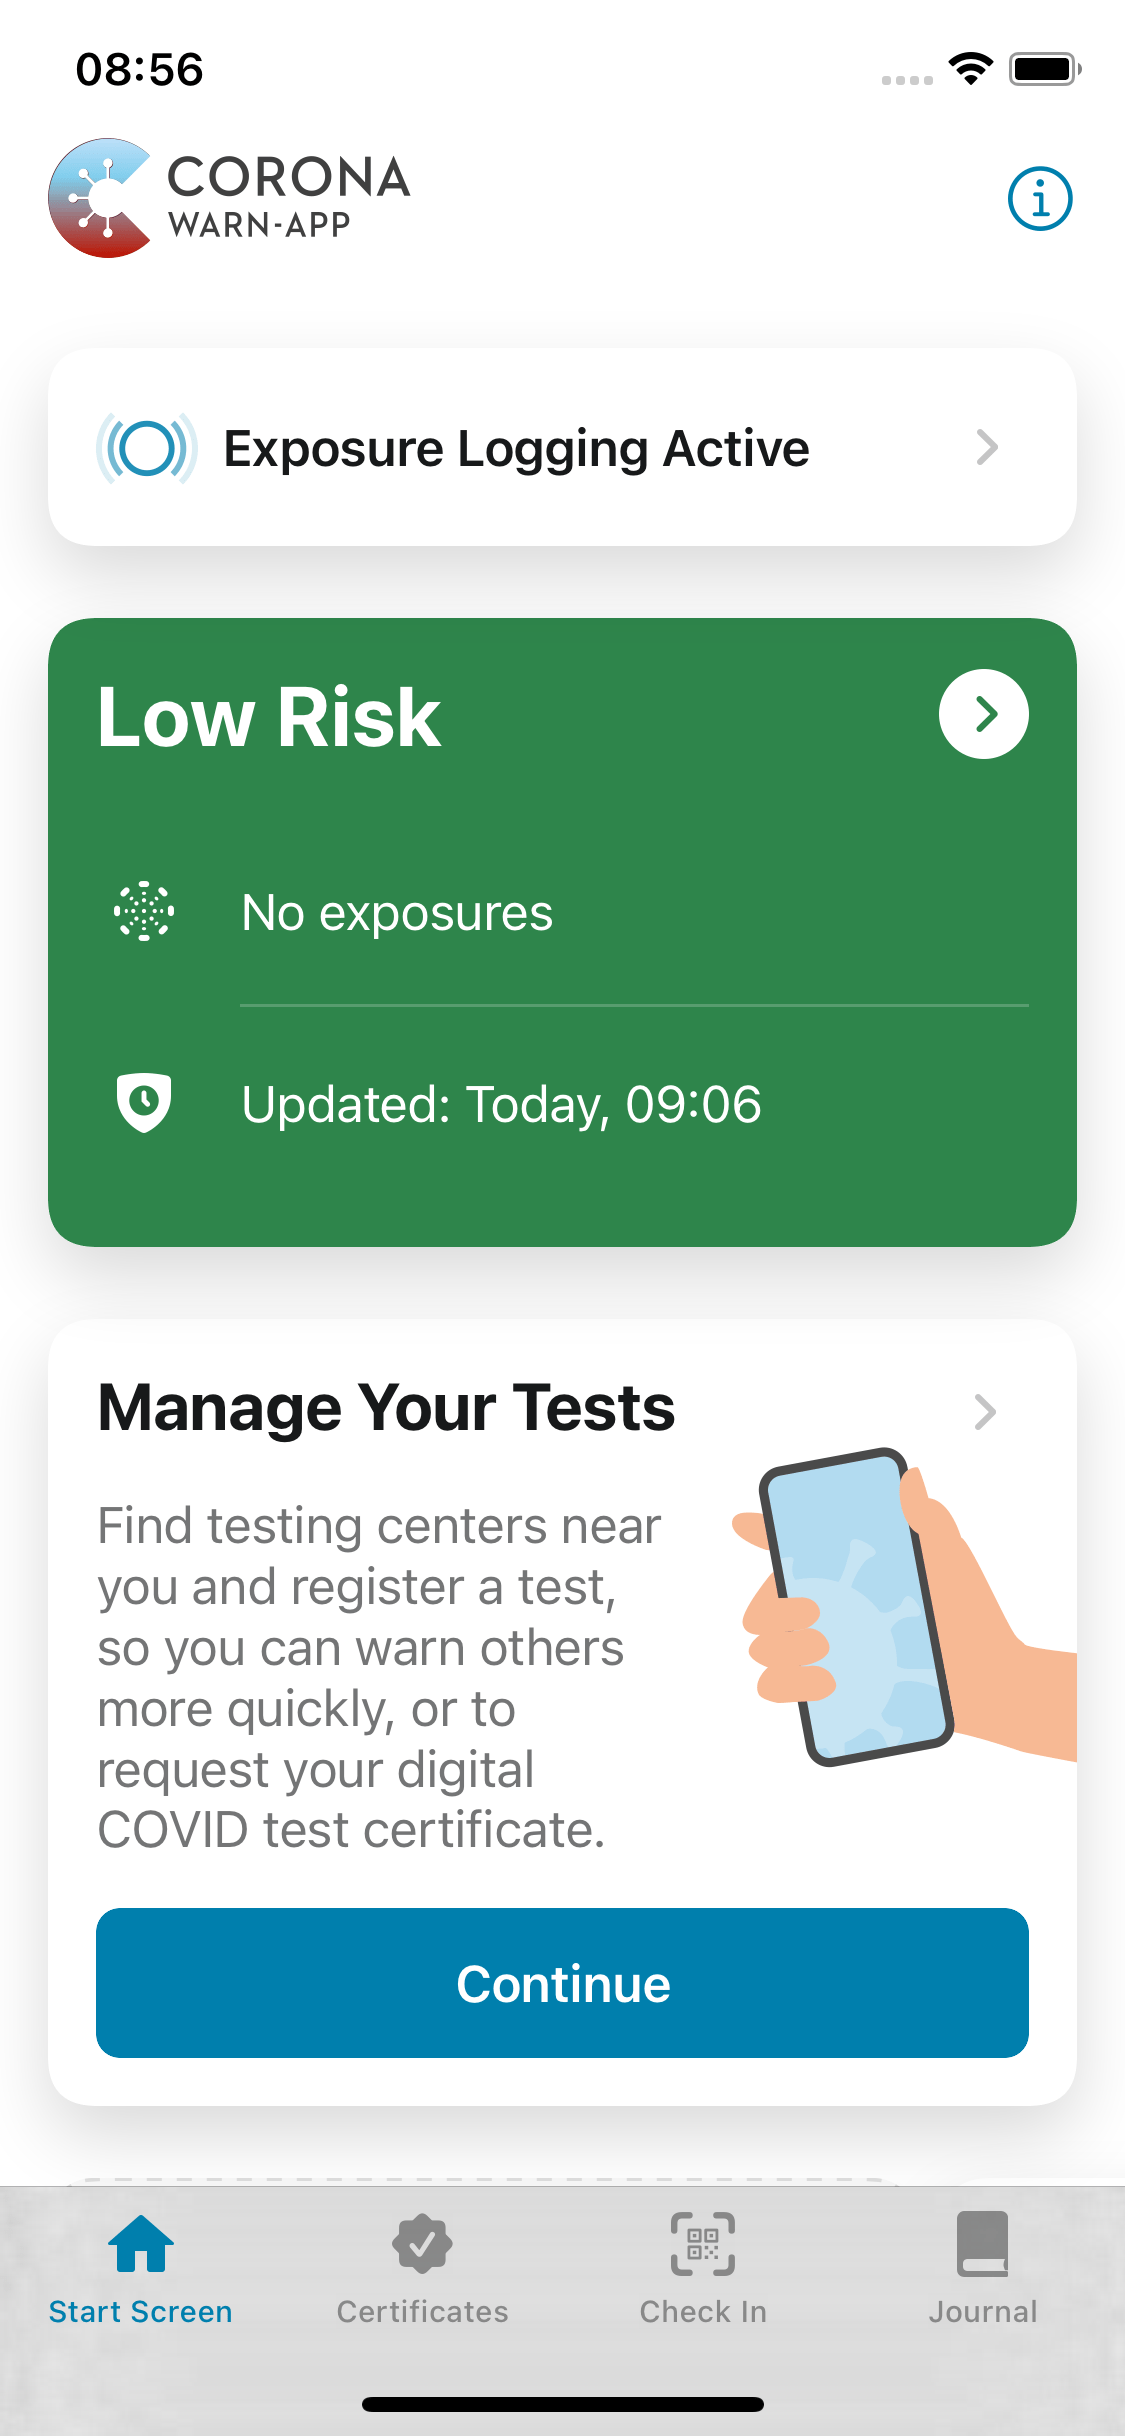 08:56
CORONA
WARN-APP
Exposure Logging Active
Low Risk
No exposures
Updated: Today, 09:06
Manage Your Tests
Find testing centers near
you and register a test,
so you can warn others
more quickly, or to
request your digital
COVID test certificate.
Continue
Start Screen
Certificates
Check In
Journal